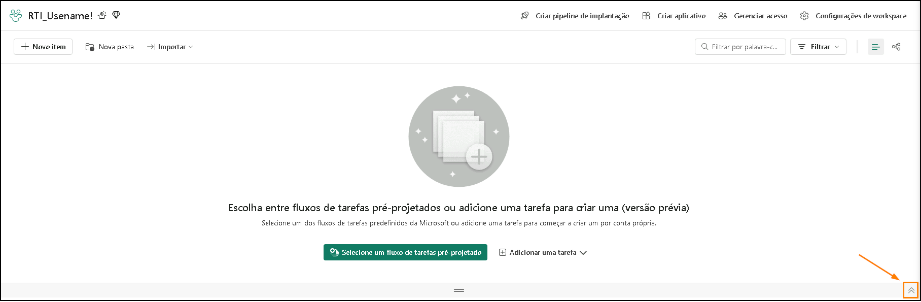 RTI_Usename!
Criar pipeline de implantação
Criar aplicativo
Gerenciar acesso
Configurações de workspace
Novo item
Nova pasta
Importar
Filtrar por palavra-c...
Filtrar
Escolha entre fluxos de tarefas pré-projetados ou adicione uma tarefa para criar uma (versão prévia)
Selecione um dos fluxos de tarefas predefinidos da Microsoft ou adicione uma tarefa para começar a criar um por conta própria.
Selecione um fluxo de tarefas pré-projetado
Adicionar uma tarefa